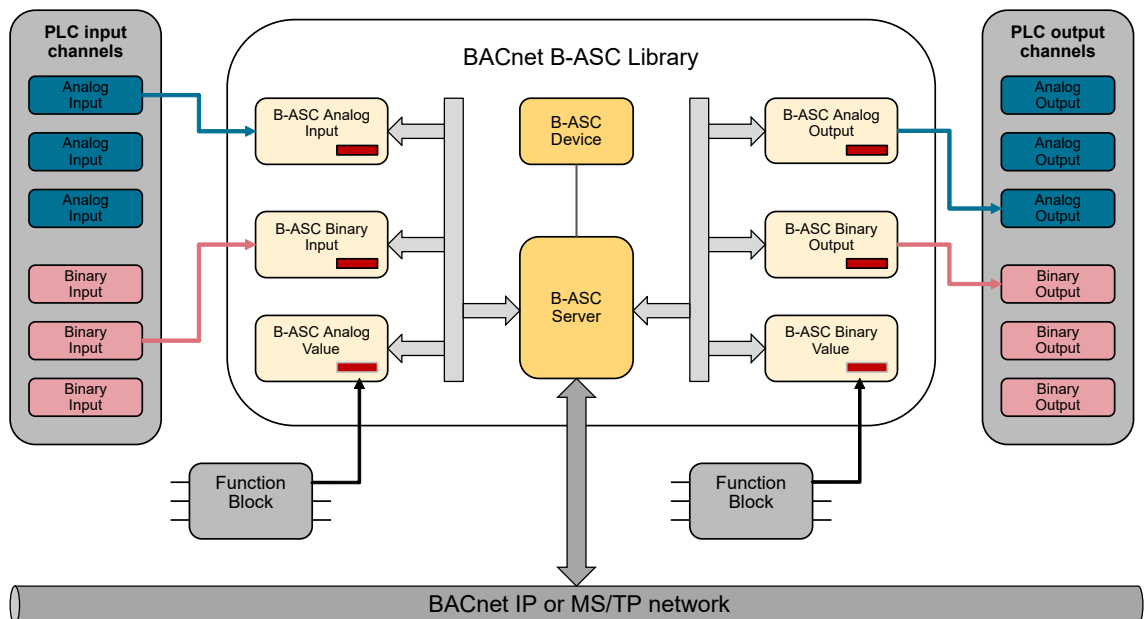 PLC input
channels
Analog
Input
Analog
Input
Analog
Input
Binary
Input
Binary
Input
Binary
Input
BACnet B-ASC Library
B-ASC Analog
Input
B-ASC Binary
Input
B-ASC Analog
Value
B-ASC
Device
B-ASC
Server
B-ASC Analog
Output
B-ASC Binary
Output
B-ASC Binary
Value
PLC output
channels
Analog
Output
Analog
Output
Analog
Output
Binary
Output
Binary
Output
Binary
Output
Function
Block
Function
Block
BACnet IP or MS/TP network